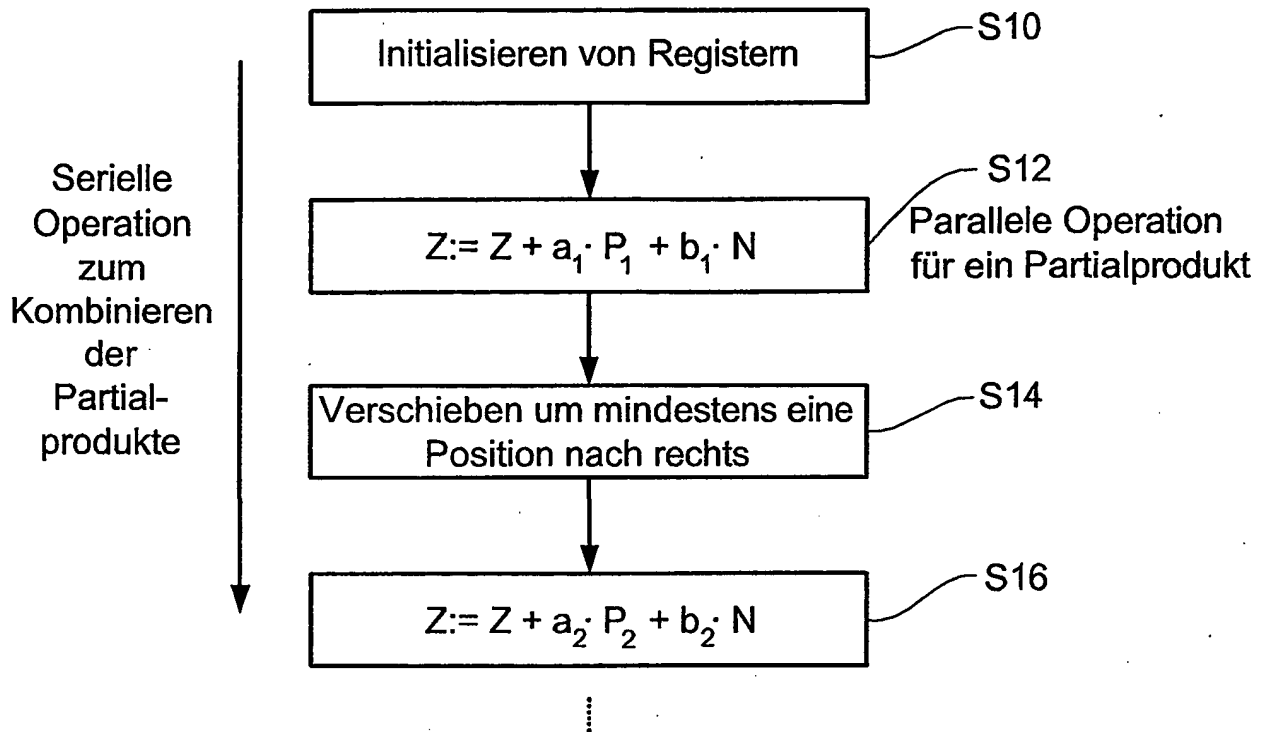 Initialisieren von Registern
S10
Serielle
Operation
zum
Kombinieren
der
Partial-
produkte
Z:= Z + a₁· P₁ + b₁· N
S12
Parallele Operation
für ein Partialprodukt
Verschieben um mindestens eine
Position nach rechts
S14
Z:= Z + a₂· P₂ + b₂· N
S16